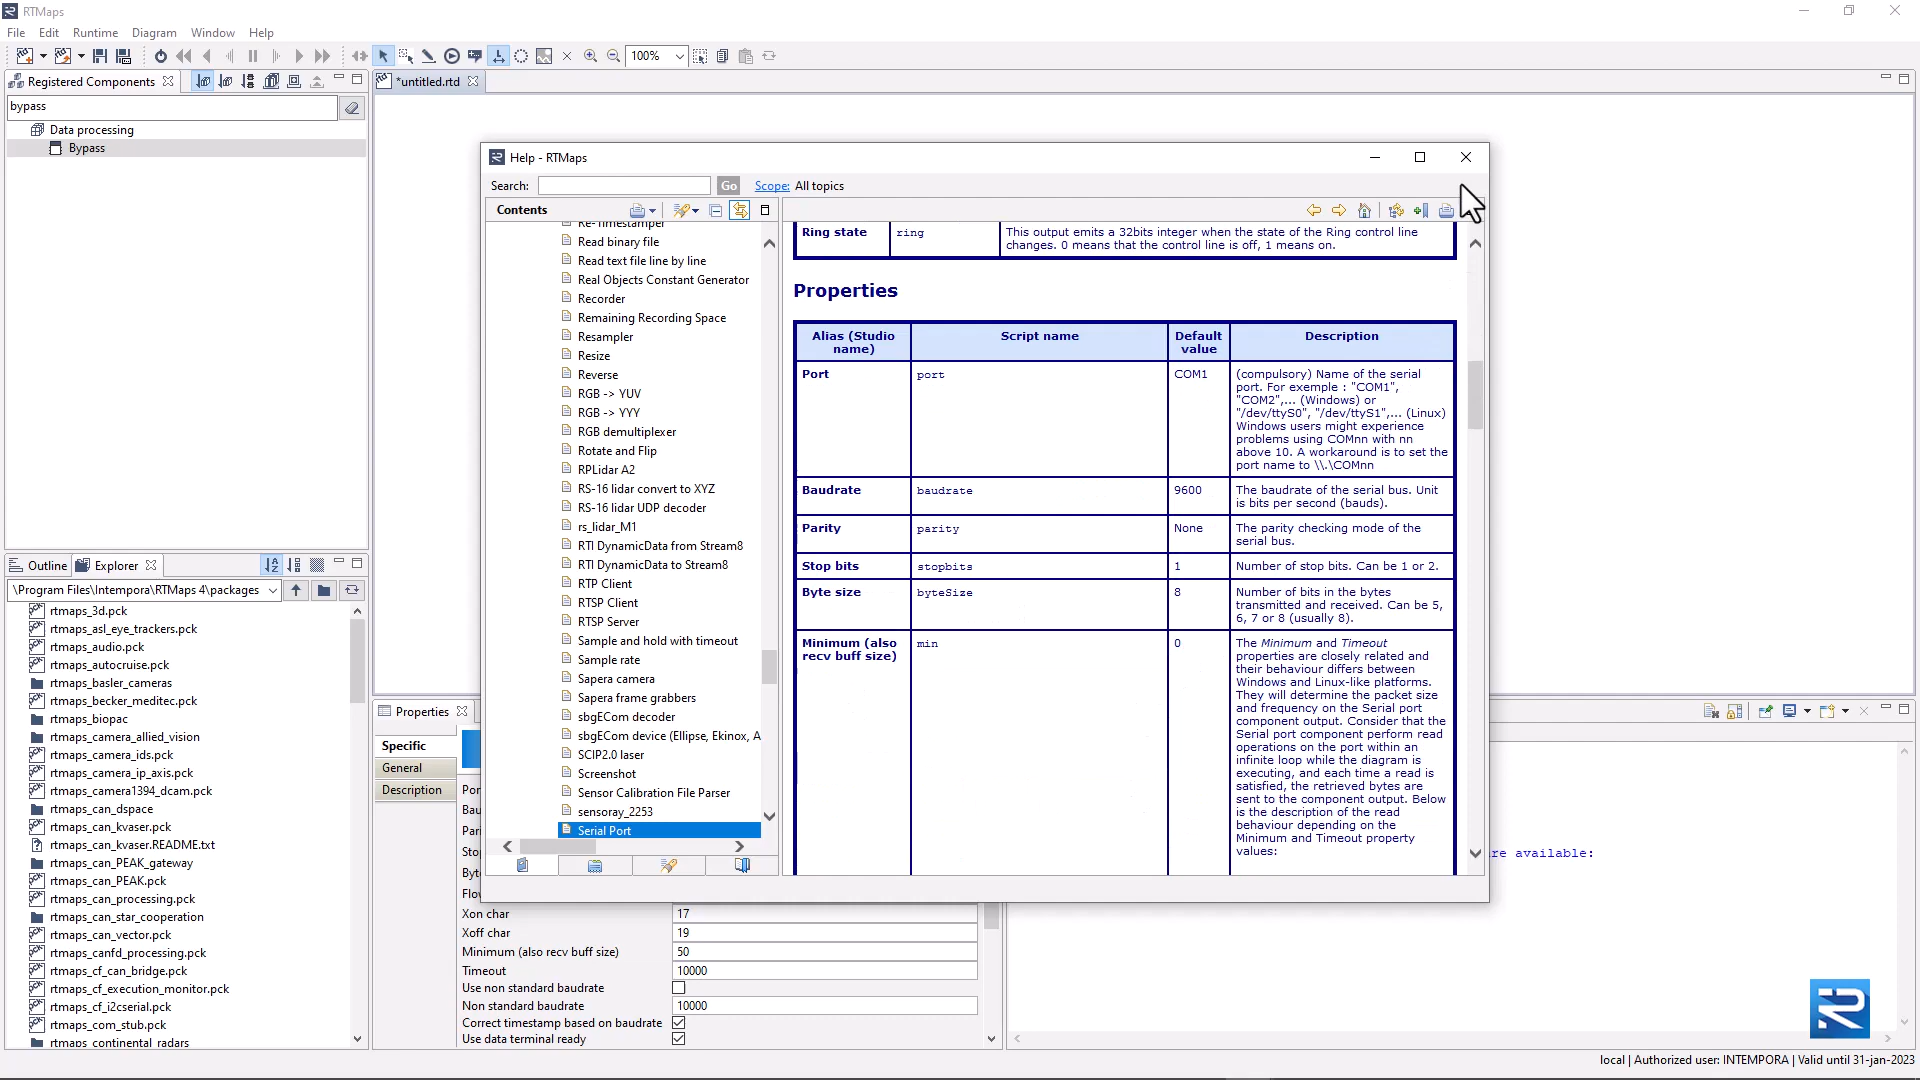 RTMaps
File Edit Runtime Diagram Window Help
100%
Registered Components
*untitled.rtd
bypass
Data processing
Bypass
Outline Explorer
\Program Files\Intempora\RTMaps 4\packages
rtmaps_3d.pck
rtmaps_asl_eye_trackers.pck
rtmaps_audio.pck
rtmaps_autocruise.pck
rtmaps_basler_cameras
rtmaps_becker_meditec.pck
rtmaps_biopac
rtmaps_camera_allied_vision
rtmaps_camera_ids.pck
rtmaps_camera_ip_axis.pck
rtmaps_camera1394_dcam.pck
rtmaps_can_dspace
rtmaps_can_kvaser.pck
rtmaps_can_kvaser.README.txt
rtmaps_can_PEAK_gateway
rtmaps_can_PEAK.pck
rtmaps_can_processing.pck
rtmaps_can_star_cooperation
rtmaps_can_vector.pck
rtmaps_canfd_processing.pck
rtmaps_cf_can_bridge.pck
rtmaps_cf_execution_monitor.pck
rtmaps_cf_i2cserial.pck
rtmaps_com_stub.pck
rtmaps_continental_radars
Help - RTMaps
Search: Go Scope: All topics
Contents
Re-Timestamper
Read binary file
Read text file line by line
Real Objects Constant Generator
Recorder
Remaining Recording Space
Resampler
Resize
Reverse
RGB -> YUV
RGB -> YYY
RGB demultiplexer
Rotate and Flip
RPLidar A2
RS-16 lidar convert to XYZ
RS-16 lidar UDP decoder
rs_lidar_M1
RTI DynamicData from Stream8
RTI DynamicData to Stream8
RTP Client
RTSP Client
RTSP Server
Sample and hold with timeout
Sample rate
Sapera camera
Sapera frame grabbers
sbgECom decoder
sbgECom device (Ellipse, Ekinox, A
SCIP2.0 laser
Screenshot
Sensor Calibration File Parser
sensoray_2253
Serial Port
Ring state ring This output emits a 32bits integer when the state of the Ring control line
changes. 0 means that the control line is off, 1 means on.
Properties
Alias (Studio name) Script name Default value Description
Port port COM1 (compulsory) Name of the serial
port. For exemple : "COM1",
"COM2",... (Windows) or
"/dev/ttyS0", "/dev/ttyS1",... (Linux)
Windows users might experience
problems using COMnn with nn
above 10. A workaround is to set the
port name to \\.\COMnn
Baudrate baudrate 9600 The baudrate of the serial bus. Unit
is bits per second (bauds).
Parity parity None The parity checking mode of the
serial bus.
Stop bits stopbits 1 Number of stop bits. Can be 1 or 2.
Byte size byteSize 8 Number of bits in the bytes
transmitted and received. Can be 5,
6, 7 or 8 (usually 8).
Minimum (also recv buff size) min 0 The Minimum and Timeout
properties are closely related and
their behaviour differs between
Windows and Linux-like platforms.
They will determine the packet size
and frequency on the Serial port
component output. Consider that the
Serial port component perform read
operations on the port within an
infinite loop while the diagram is
executing, and each time a read is
satisfied, the retrieved bytes are
sent to the component output. Below
is the description of the read
behaviour depending on the
Minimum and Timeout property
values:
Properties
Specific
General
Description
Por
Bau
Pari
Stop
Byte
Flov
Xon char 17
Xoff char 19
Minimum (also recv buff size) 50
Timeout 10000
Use non standard baudrate
Non standard baudrate 10000
Correct timestamp based on baudrate
Use data terminal ready
re available:
local | Authorized user: INTEMPORA | Valid until 31-jan-2023